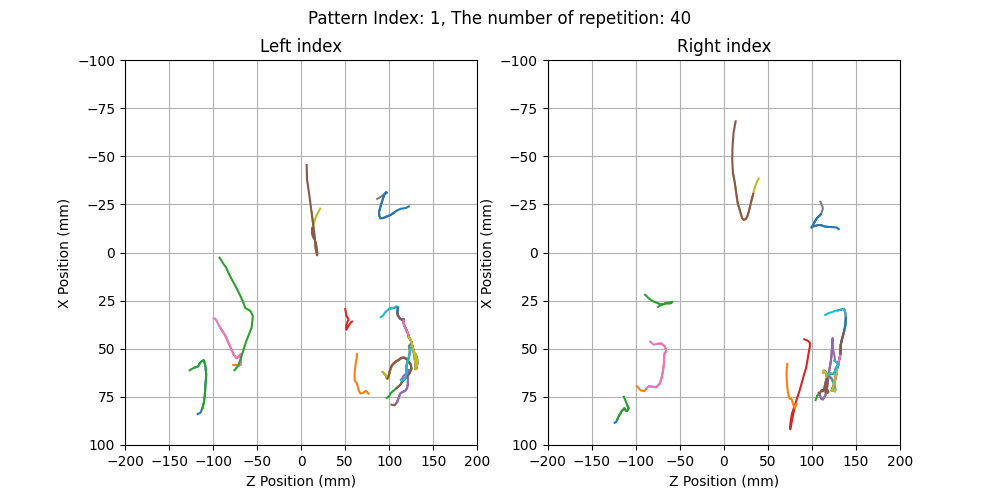 Pattern Index: 1, The number of repetition: 40
Left index
Right index
−100
−75
−50
−25
0
25
50
75
100
−200 −150 −100 −50 0 50 100 150 200
X Position (mm)
Z Position (mm)
−100
−75
−50
−25
0
25
50
75
100
−200 −150 −100 −50 0 50 100 150 200
X Position (mm)
Z Position (mm)